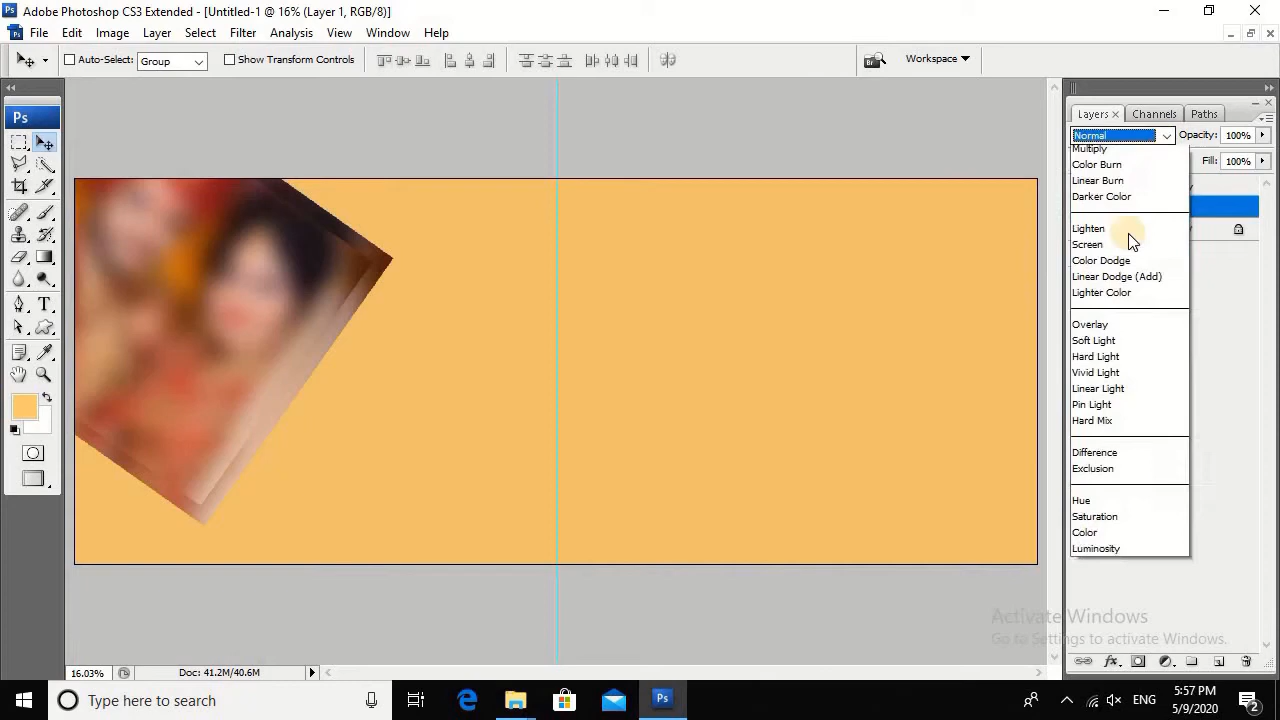 Adobe Photoshop CS3 Extended - [Untitled-1 @ 16% (Layer 1, RGB/8)]
File Edit Image Layer Select Filter Analysis View Window Help
Auto-Select: Group Show Transform Controls Workspace
Ps
Layers Channels Paths
Normal Opacity: 100%
Fill: 100%
Multiply
Color Burn
Linear Burn
Darker Color
Lighten
Screen
Color Dodge
Linear Dodge (Add)
Lighter Color
Overlay
Soft Light
Hard Light
Vivid Light
Linear Light
Pin Light
Hard Mix
Difference
Exclusion
Hue
Saturation
Color
Luminosity
Activate Windows
Go to Settings to activate Windows.
16.03% Doc: 41.2M/40.6M
Type here to search
ENG
5:57 PM
5/9/2020
2